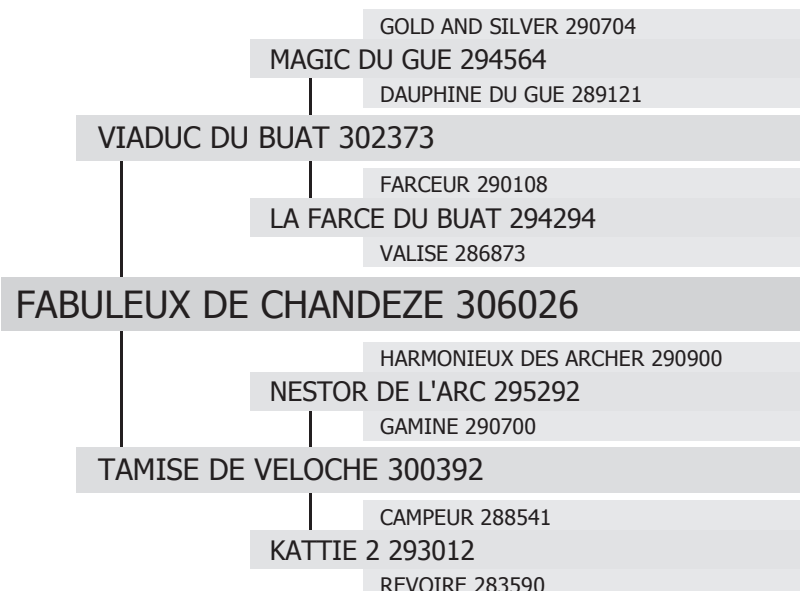 GOLD AND SILVER 290704
MAGIC DU GUE 294564
DAUPHINE DU GUE 289121
VIADUC DU BUAT 302373
FARCEUR 290108
LA FARCE DU BUAT 294294
VALISE 286873
FABULEUX DE CHANDEZE 306026
HARMONIEUX DES ARCHER 290900
NESTOR DE L'ARC 295292
GAMINE 290700
TAMISE DE VELOCHE 300392
CAMPEUR 288541
KATTIE 2 293012
REVOIRE 283590